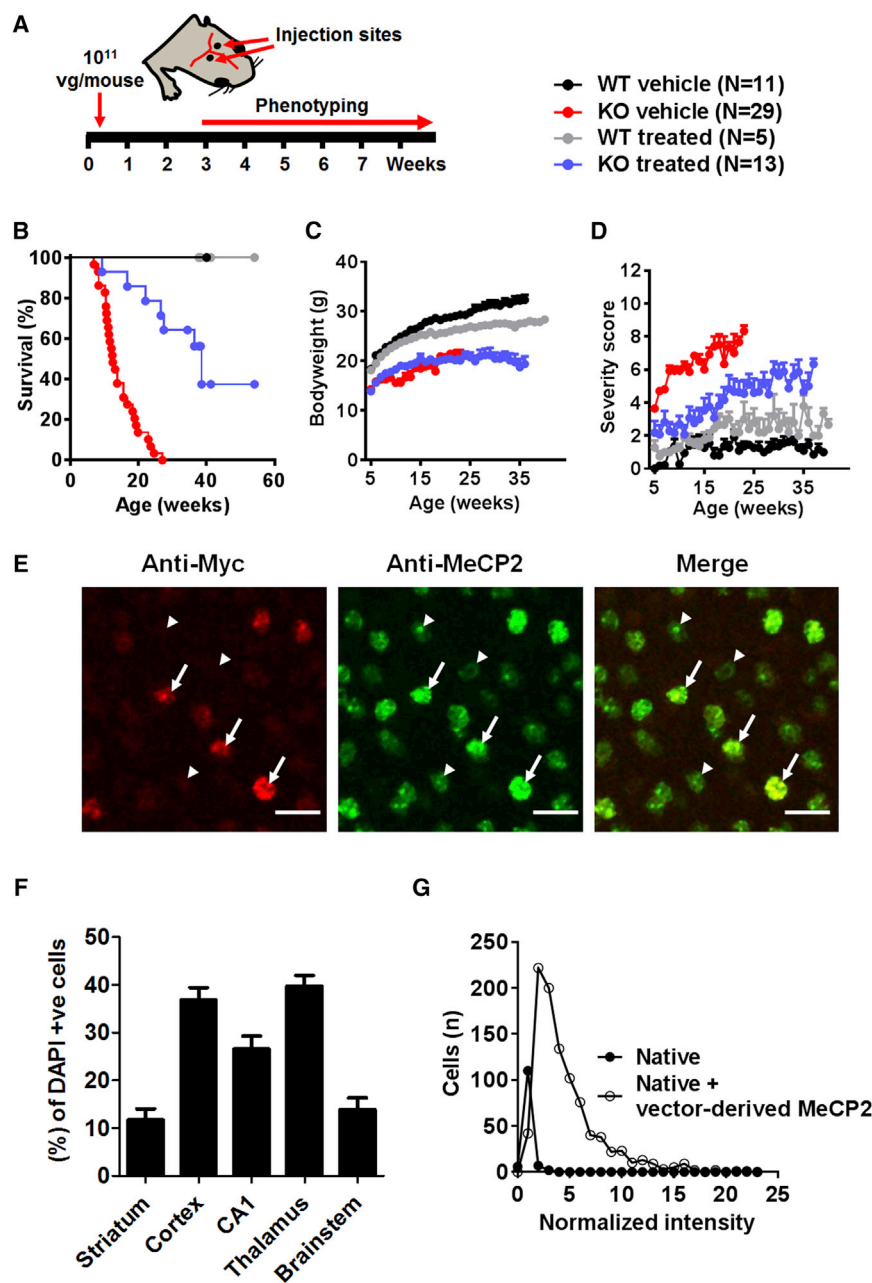 A
10¹¹
vg/mouse
Injection sites
Phenotyping
0 1 2 3 4 5 6 7 Weeks
WT vehicle (N=11)
KO vehicle (N=29)
WT treated (N=5)
KO treated (N=13)
B
Survival (%)
100
80
60
40
20
0
0 20 40 60
Age (weeks)
C
Bodyweight (g)
40
30
20
10
0
5 15 25 35
Age (weeks)
D
Severity score
12
10
8
6
4
2
0
5 15 25 35
Age (weeks)
E
Anti-Myc
Anti-MeCP2
Merge
F
(%) of DAPI +ve cells
50
40
30
20
10
0
Striatum
Cortex
CA1
Thalamus
Brainstem
G
Cells (n)
250
200
150
100
50
0
0 5 10 15 20 25
Normalized intensity
Native
Native +
vector-derived MeCP2